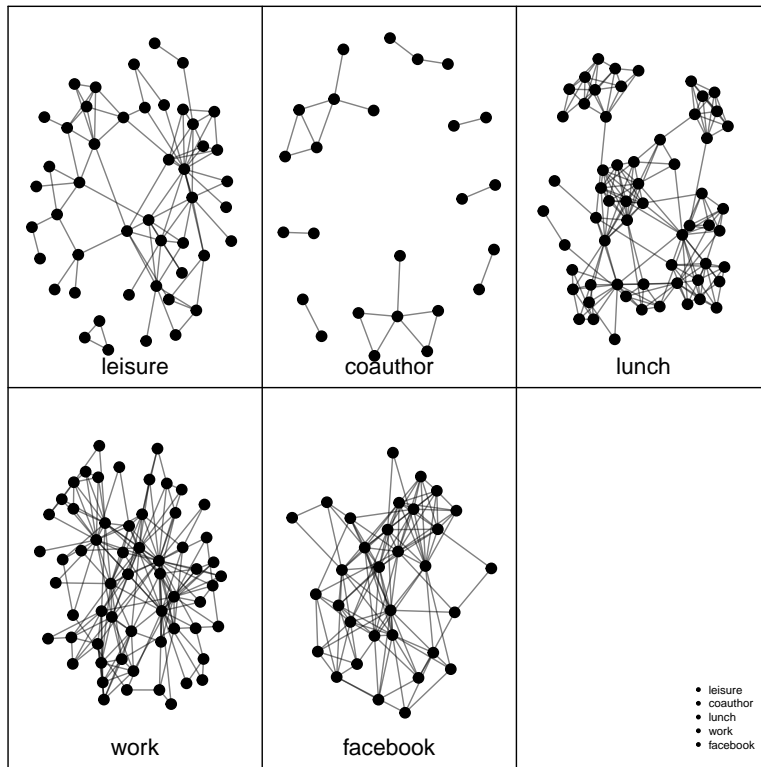 leisure
coauthor
lunch
work
facebook
leisure
coauthor
lunch
work
facebook